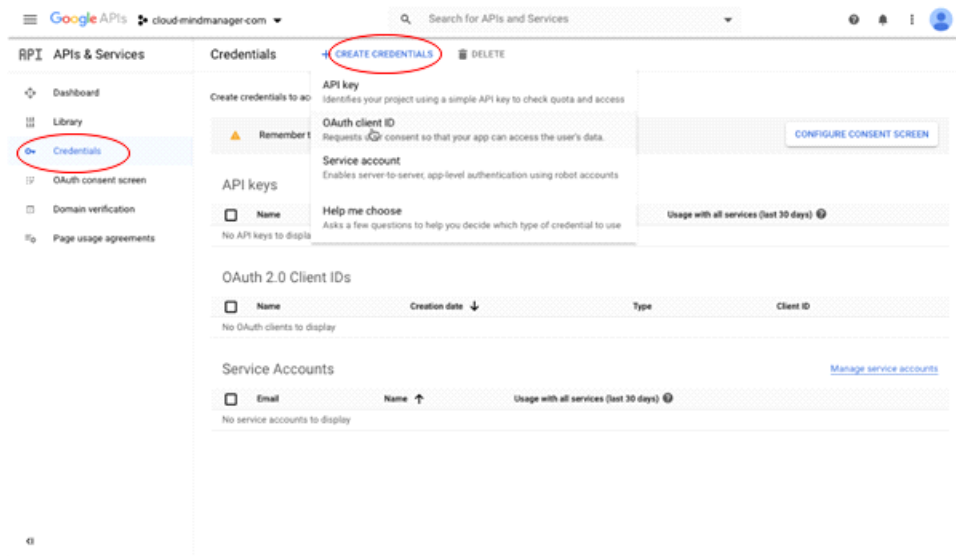 Google APIs cloud-mindmanager-com Search for APIs and Services
API APIs & Services
Credentials + CREATE CREDENTIALS DELETE
Dashboard
Library
Credentials
OAuth consent screen
Domain verification
Page usage agreements
Create credentials to ac
Remember t
CONFIGURE CONSENT SCREEN
API key
Identifies your project using a simple API key to check quota and access
OAuth client ID
Requests user consent so that your app can access the user's data.
Service account
Enables server-to-server, app-level authentication using robot accounts
Help me choose
Asks a few questions to help you decide which type of credential to use
API keys
Name Usage with all services (last 30 days)
No API keys to displa
OAuth 2.0 Client IDs
Name Creation date Type Client ID
No OAuth clients to display
Service Accounts Manage service accounts
Email Name Usage with all services (last 30 days)
No service accounts to display